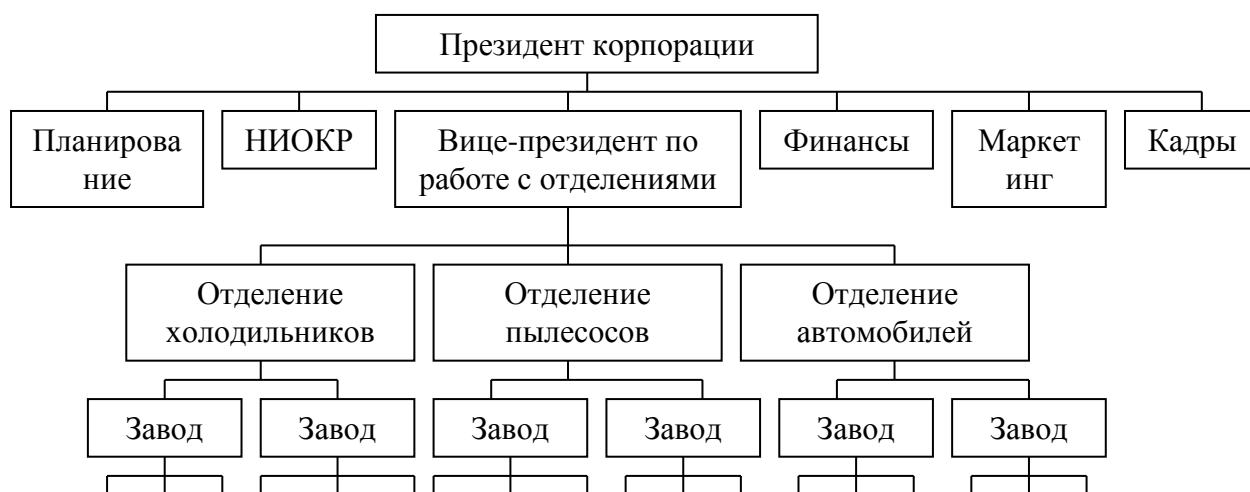 Президент корпорации
Планирова
ние
НИОКР
Вице-президент по
работе с отделениями
Финансы
Маркет
инг
Кадры
Отделение
холодильников
Отделение
пылесосов
Отделение
автомобилей
Завод
Завод
Завод
Завод
Завод
Завод